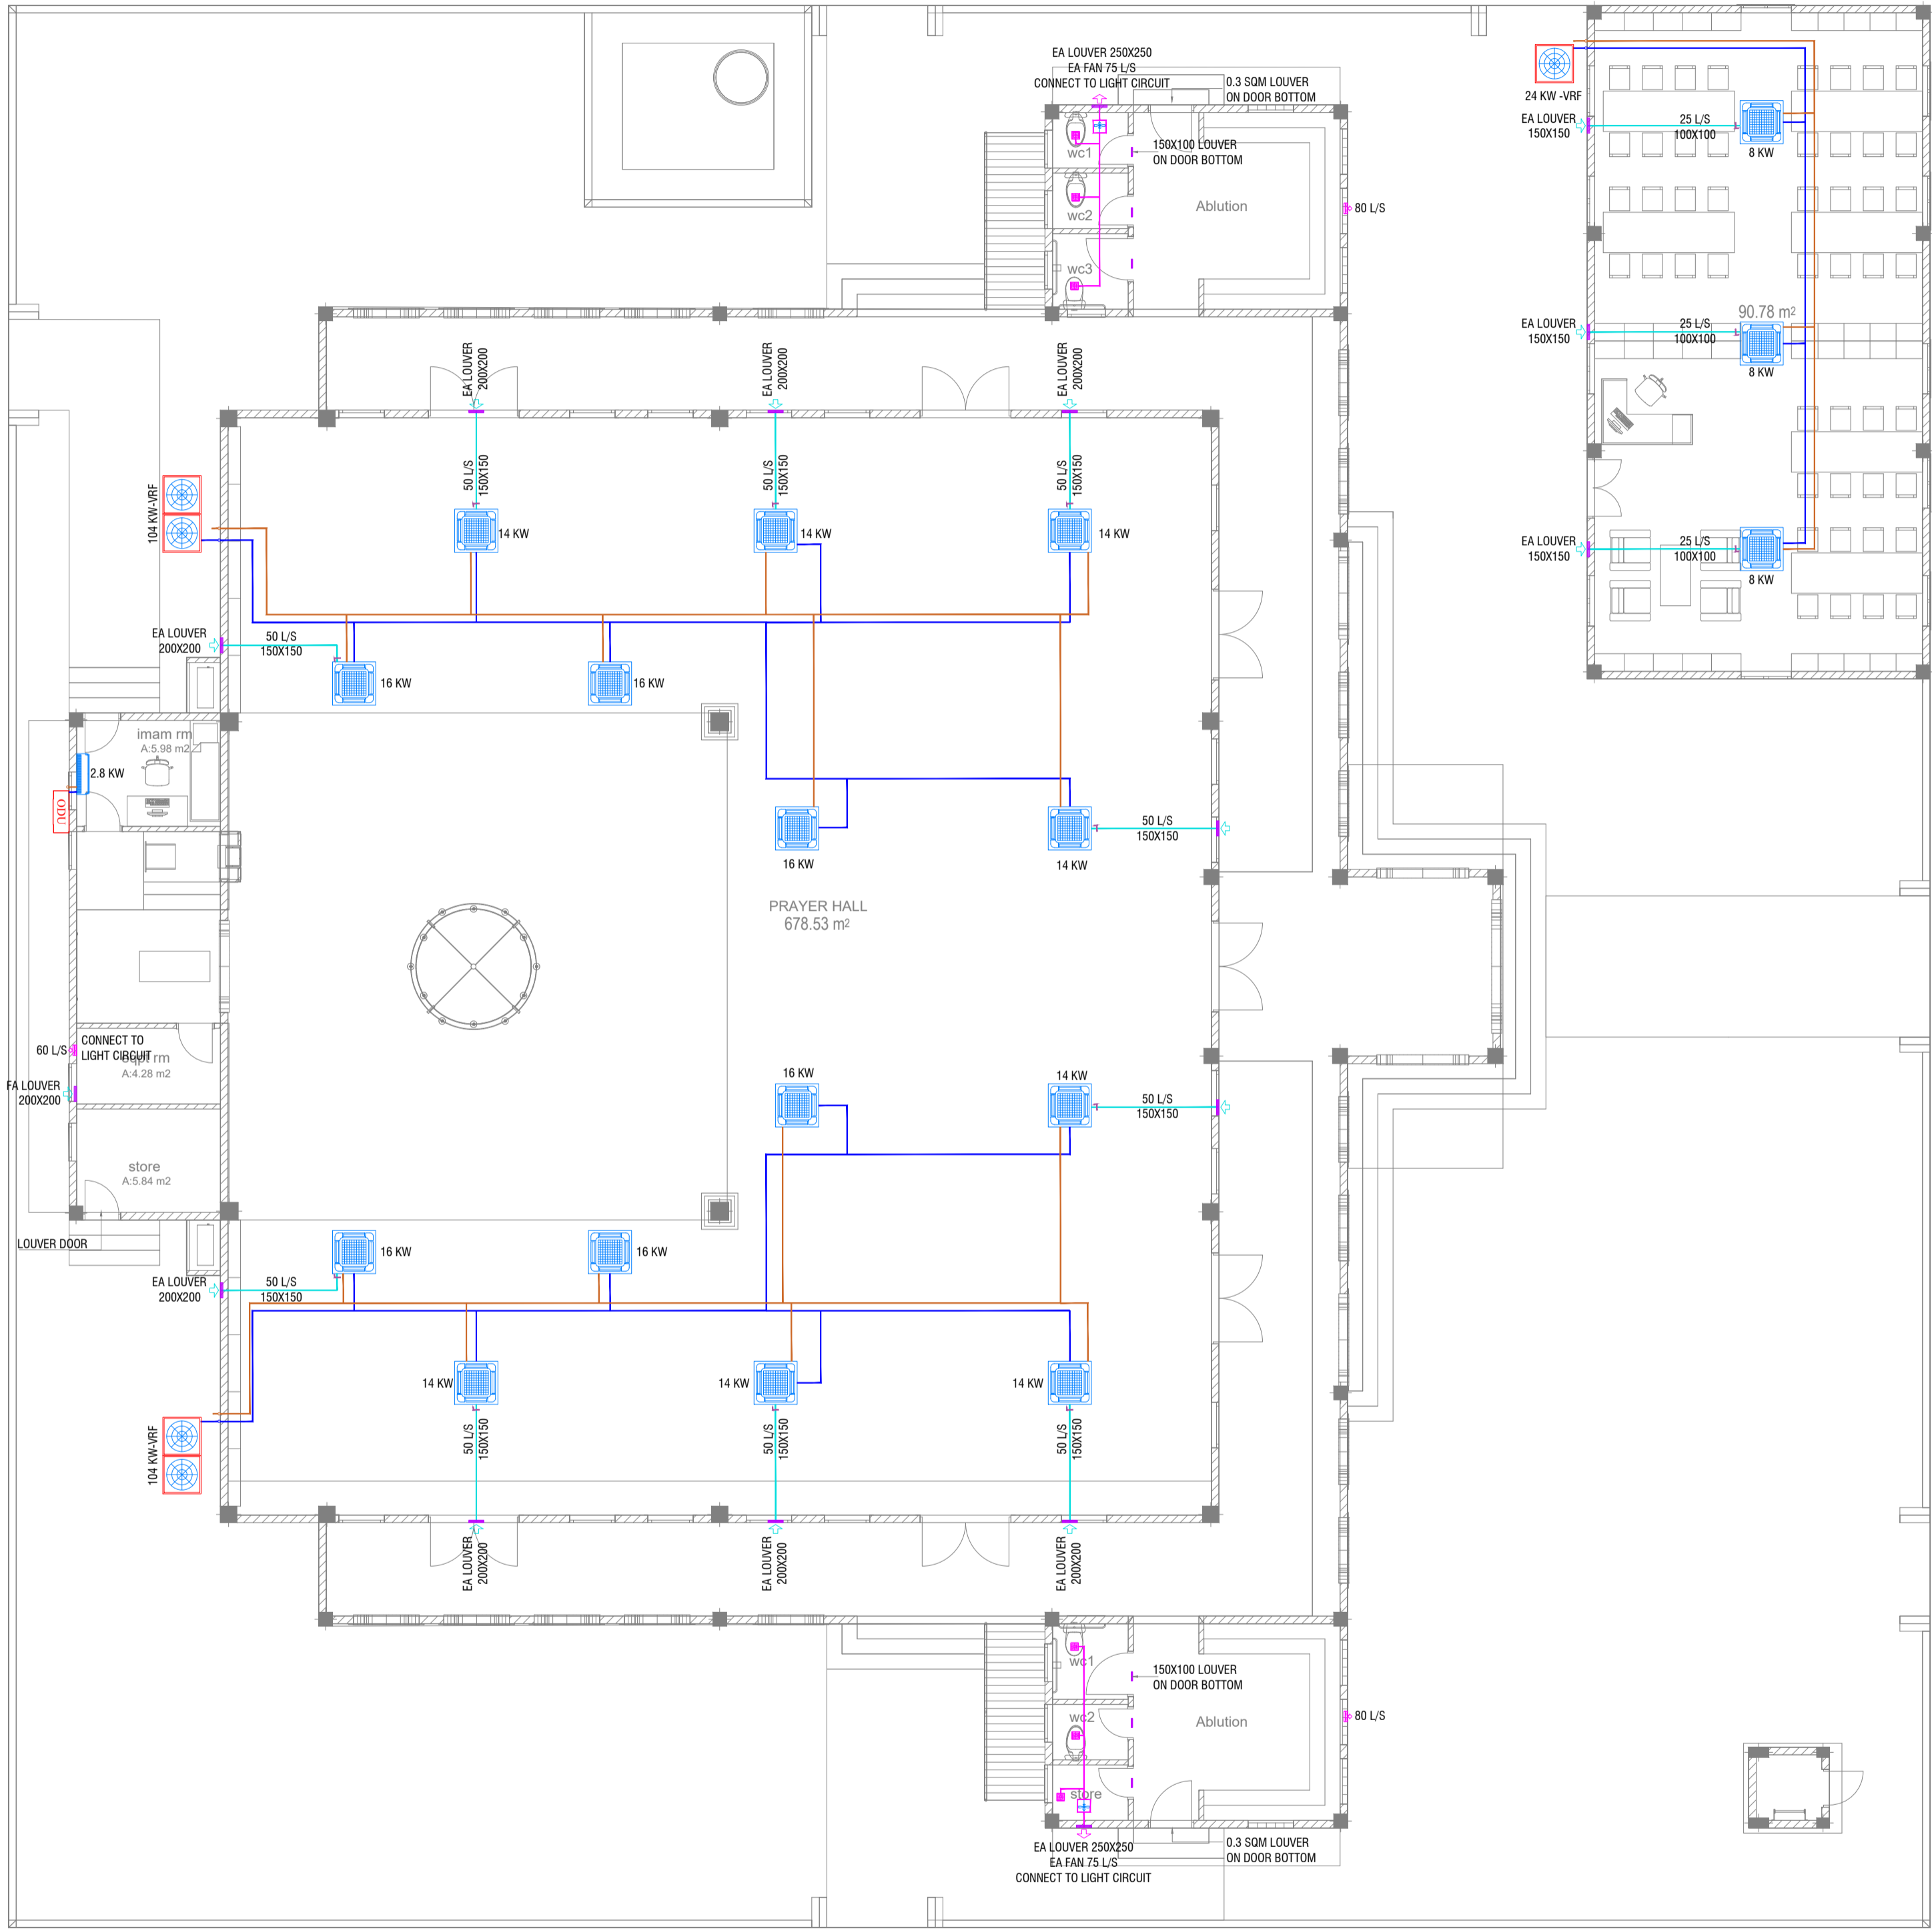 EA LOUVER 250X250
EA FAN 75 L/S
CONNECT TO LIGHT CIRCUIT
0.3 SQM LOUVER
ON DOOR BOTTOM
150X100 LOUVER
ON DOOR BOTTOM
wc1
wc2
wc3
Ablution
80 L/S
24 KW -VRF
EA LOUVER
150X150
25 L/S
100X100
8 KW
90.78 m2
EA LOUVER
150X150
25 L/S
100X100
8 KW
EA LOUVER
150X150
25 L/S
100X100
8 KW
EA LOUVER
200X200
EA LOUVER
200X200
EA LOUVER
200X200
50 L/S
150X150
50 L/S
150X150
50 L/S
150X150
104 KW-VRF
14 KW
14 KW
14 KW
EA LOUVER
200X200
50 L/S
150X150
16 KW
16 KW
imam rm
A:5.98 m2
2.8 KW
ODU
16 KW
14 KW
50 L/S
150X150
PRAYER HALL
678.53 m2
60 L/S
CONNECT TO
LIGHT CIRCUIT
eqpt rm
A:4.28 m2
FA LOUVER
200X200
16 KW
14 KW
50 L/S
150X150
store
A:5.84 m2
LOUVER DOOR
EA LOUVER
200X200
50 L/S
150X150
16 KW
16 KW
14 KW
14 KW
14 KW
104 KW-VRF
50 L/S
150X150
50 L/S
150X150
50 L/S
150X150
EA LOUVER
200X200
EA LOUVER
200X200
EA LOUVER
200X200
wc1
wc2
store
150X100 LOUVER
ON DOOR BOTTOM
Ablution
80 L/S
EA LOUVER 250X250
EA FAN 75 L/S
CONNECT TO LIGHT CIRCUIT
0.3 SQM LOUVER
ON DOOR BOTTOM